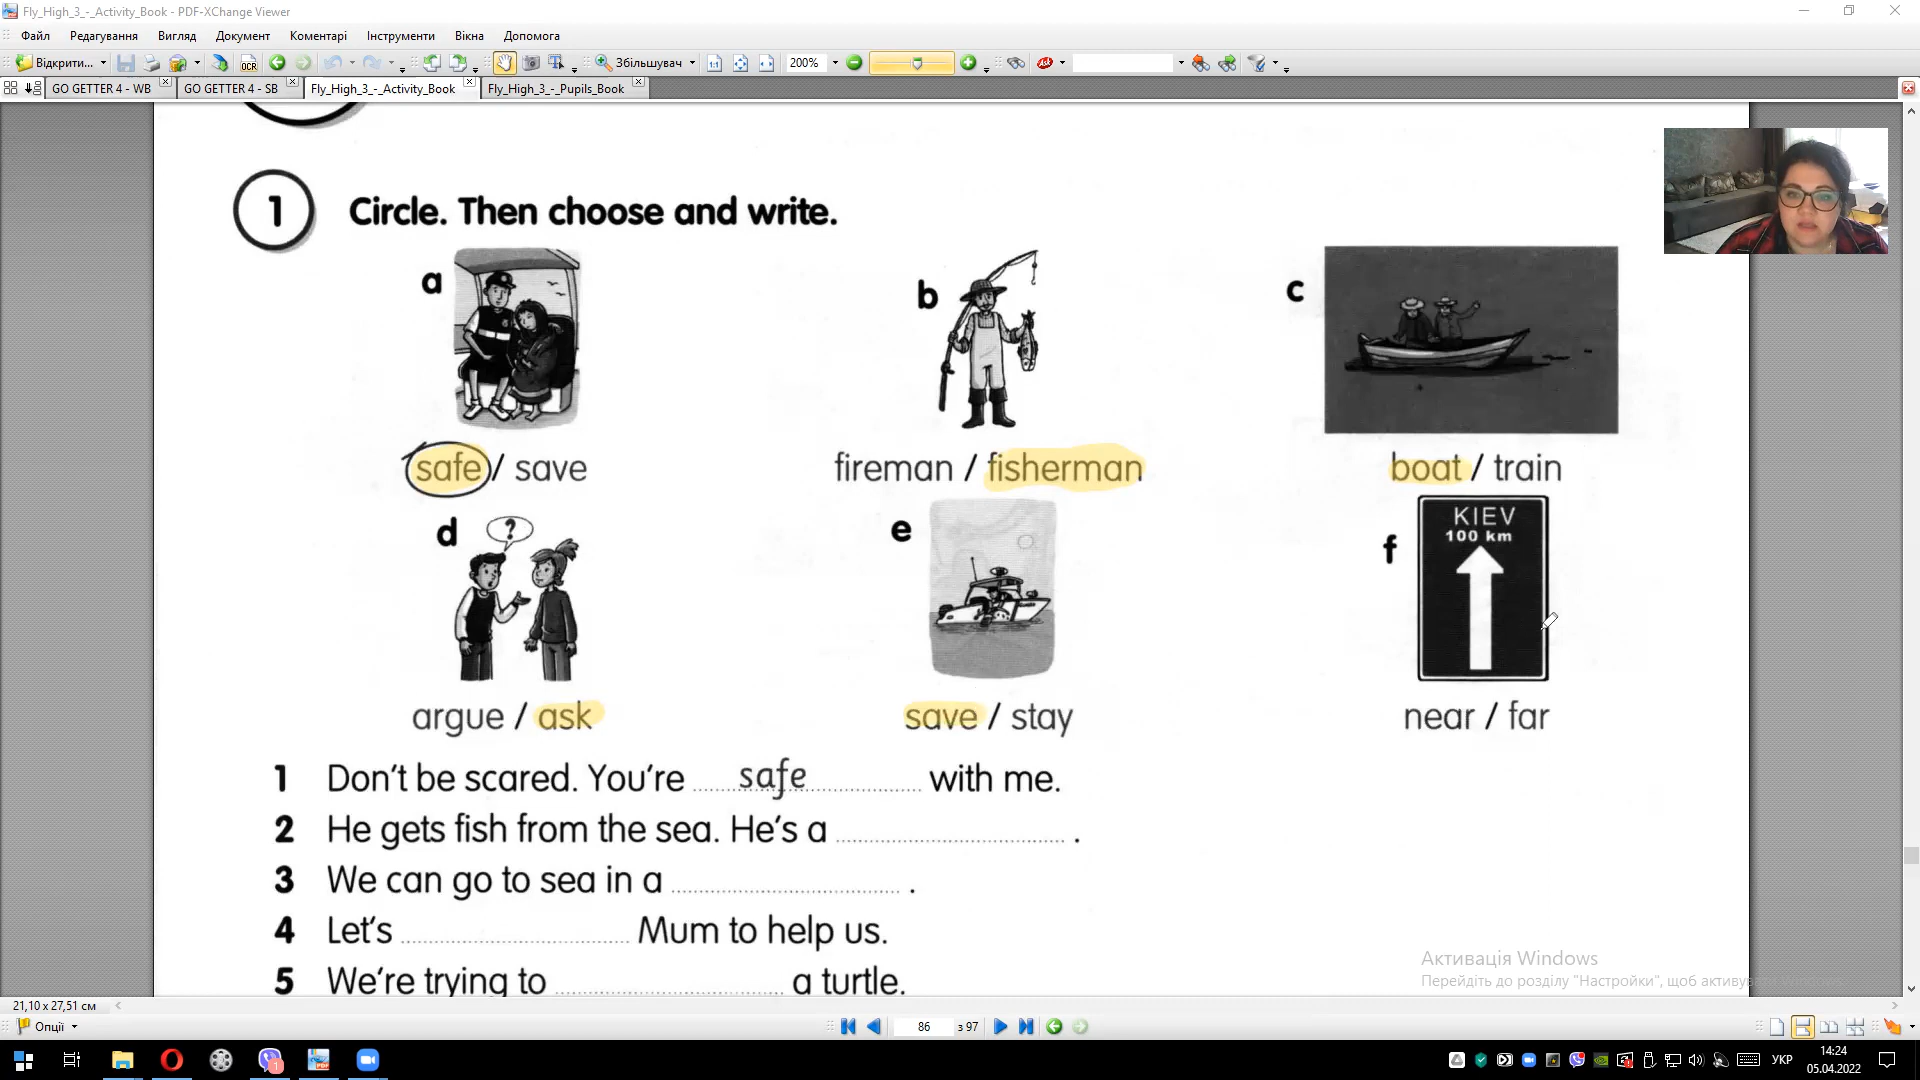 Fly_High_3_-_Activity_Book - PDF-XChange Viewer
Файл Редагування Вигляд Документ Коментарі Інструменти Вікна Допомога
Відкрити... OCR Збільшувач 1:1 200% Ask
GO GETTER 4 - WB GO GETTER 4 - SB Fly_High_3_-_Activity_Book Fly_High_3_-_Pupils_Book
1 Circle. Then choose and write.
a b c
safe / save fireman / fisherman boat / train
d ? e f KIEV
100 km
argue / ask save / stay near / far
1 Don't be scared. You're safe with me.
2 He gets fish from the sea. He's a .
3 We can go to sea in a .
4 Let's Mum to help us.
5 We're trying to a turtle.
Активація Windows
Перейдіть до розділу "Настройки", щоб активув
21,10 x 27,51 см
Опції 86 з 97
УКР 14:24
05.04.2022